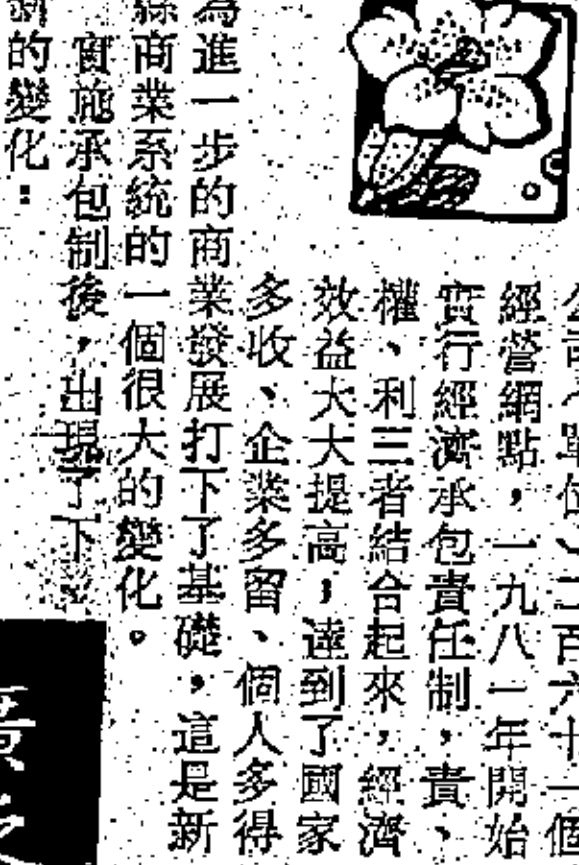 單位）二百六十一個
經營網點，一九八一年開始
實行經濟承包責任制，責、
權、利三者結合起來，經濟
效益大大提高，達到了國家
多收、企業多留、個人多得
為進一步的商業發展打下了基礎，這是新
商業系統的一個很大的變化。
實施承包制後，出現了下
新的變化：